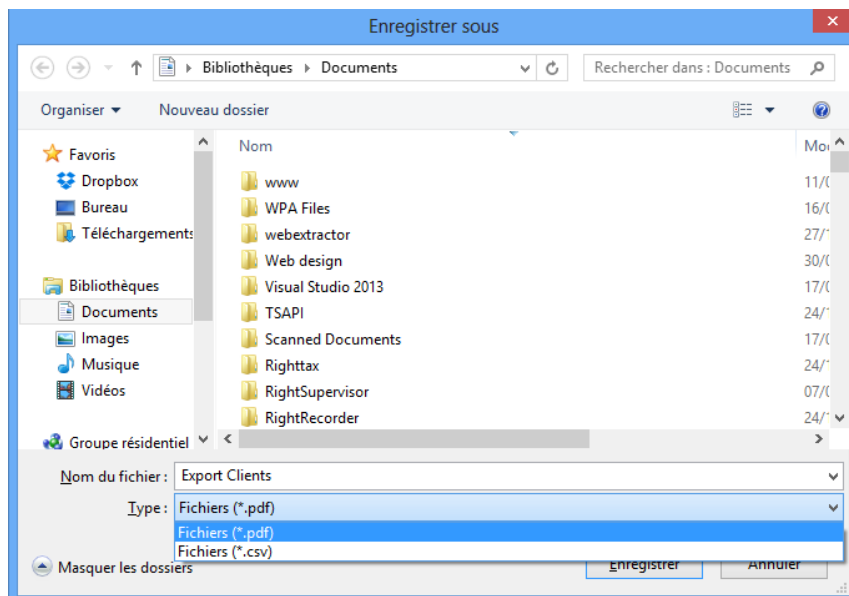 Enregistrer sous
Bibliothèques Documents
Rechercher dans : Documents
Organiser
Nouveau dossier
Favoris
Dropbox
Bureau
Téléchargements
Bibliothèques
Documents
Images
Musique
Vidéos
Groupe résidentiel
Nom
www
11/0
WPA Files
16/0
webextractor
27/1
Web design
30/0
Visual Studio 2013
17/0
TSAPI
24/1
Scanned Documents
17/0
Righttax
24/1
RightSupervisor
07/0
RightRecorder
24/1
Nom du fichier : Export Clients
Type : Fichiers (*.pdf)
Fichiers (*.pdf)
Fichiers (*.csv)
Masquer les dossiers
Enregistrer
Annuler